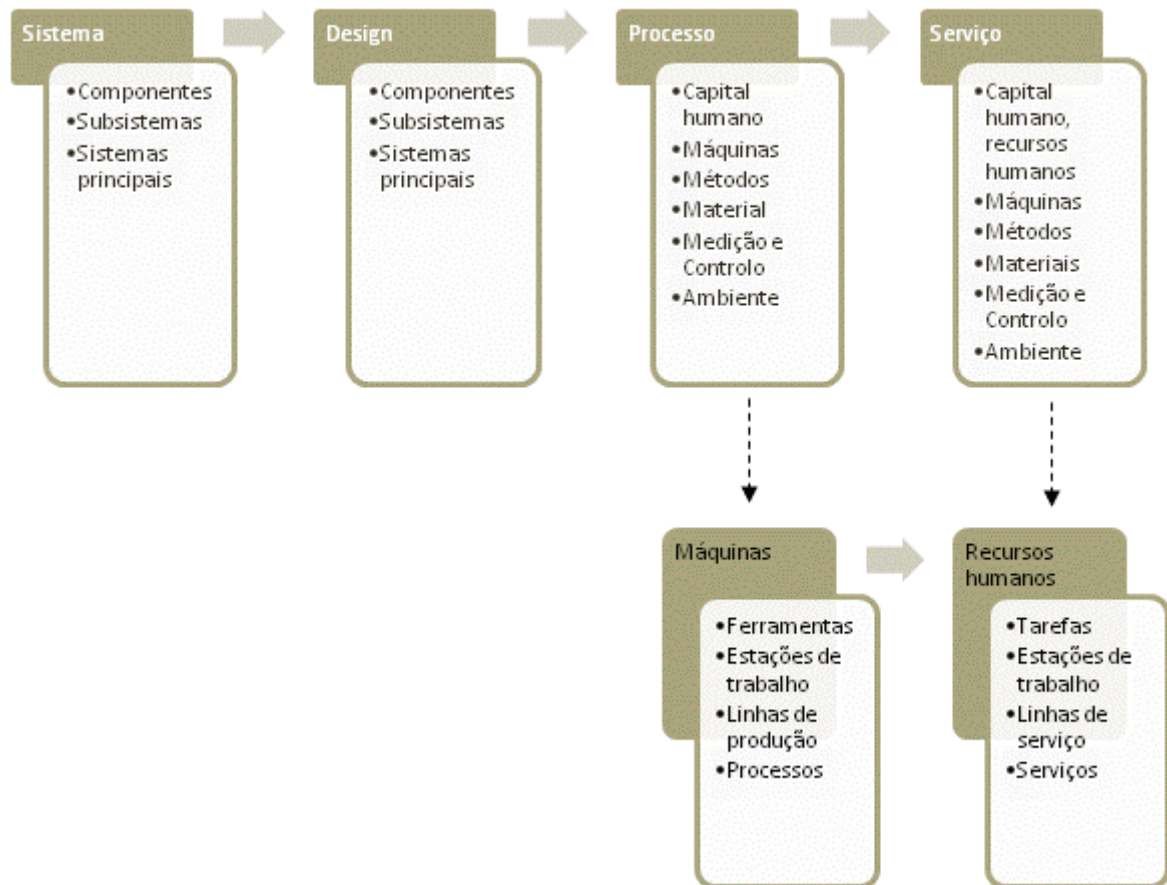 Sistema
•Componentes
•Subsistemas
•Sistemas
principais
Design
•Componentes
•Subsistemas
•Sistemas
principais
Processo
•Capital
humano
•Máquinas
•Métodos
•Material
•Medição e
Controlo
•Ambiente
Serviço
•Capital
humano,
recursos
humanos
•Máquinas
•Métodos
•Materiais
•Medição e
Controlo
•Ambiente
Máquinas
•Ferramentas
•Estações de
trabalho
•Linhas de
produção
•Processos
Recursos
humanos
•Tarefas
•Estações de
trabalho
•Linhas de
serviço
•Serviços